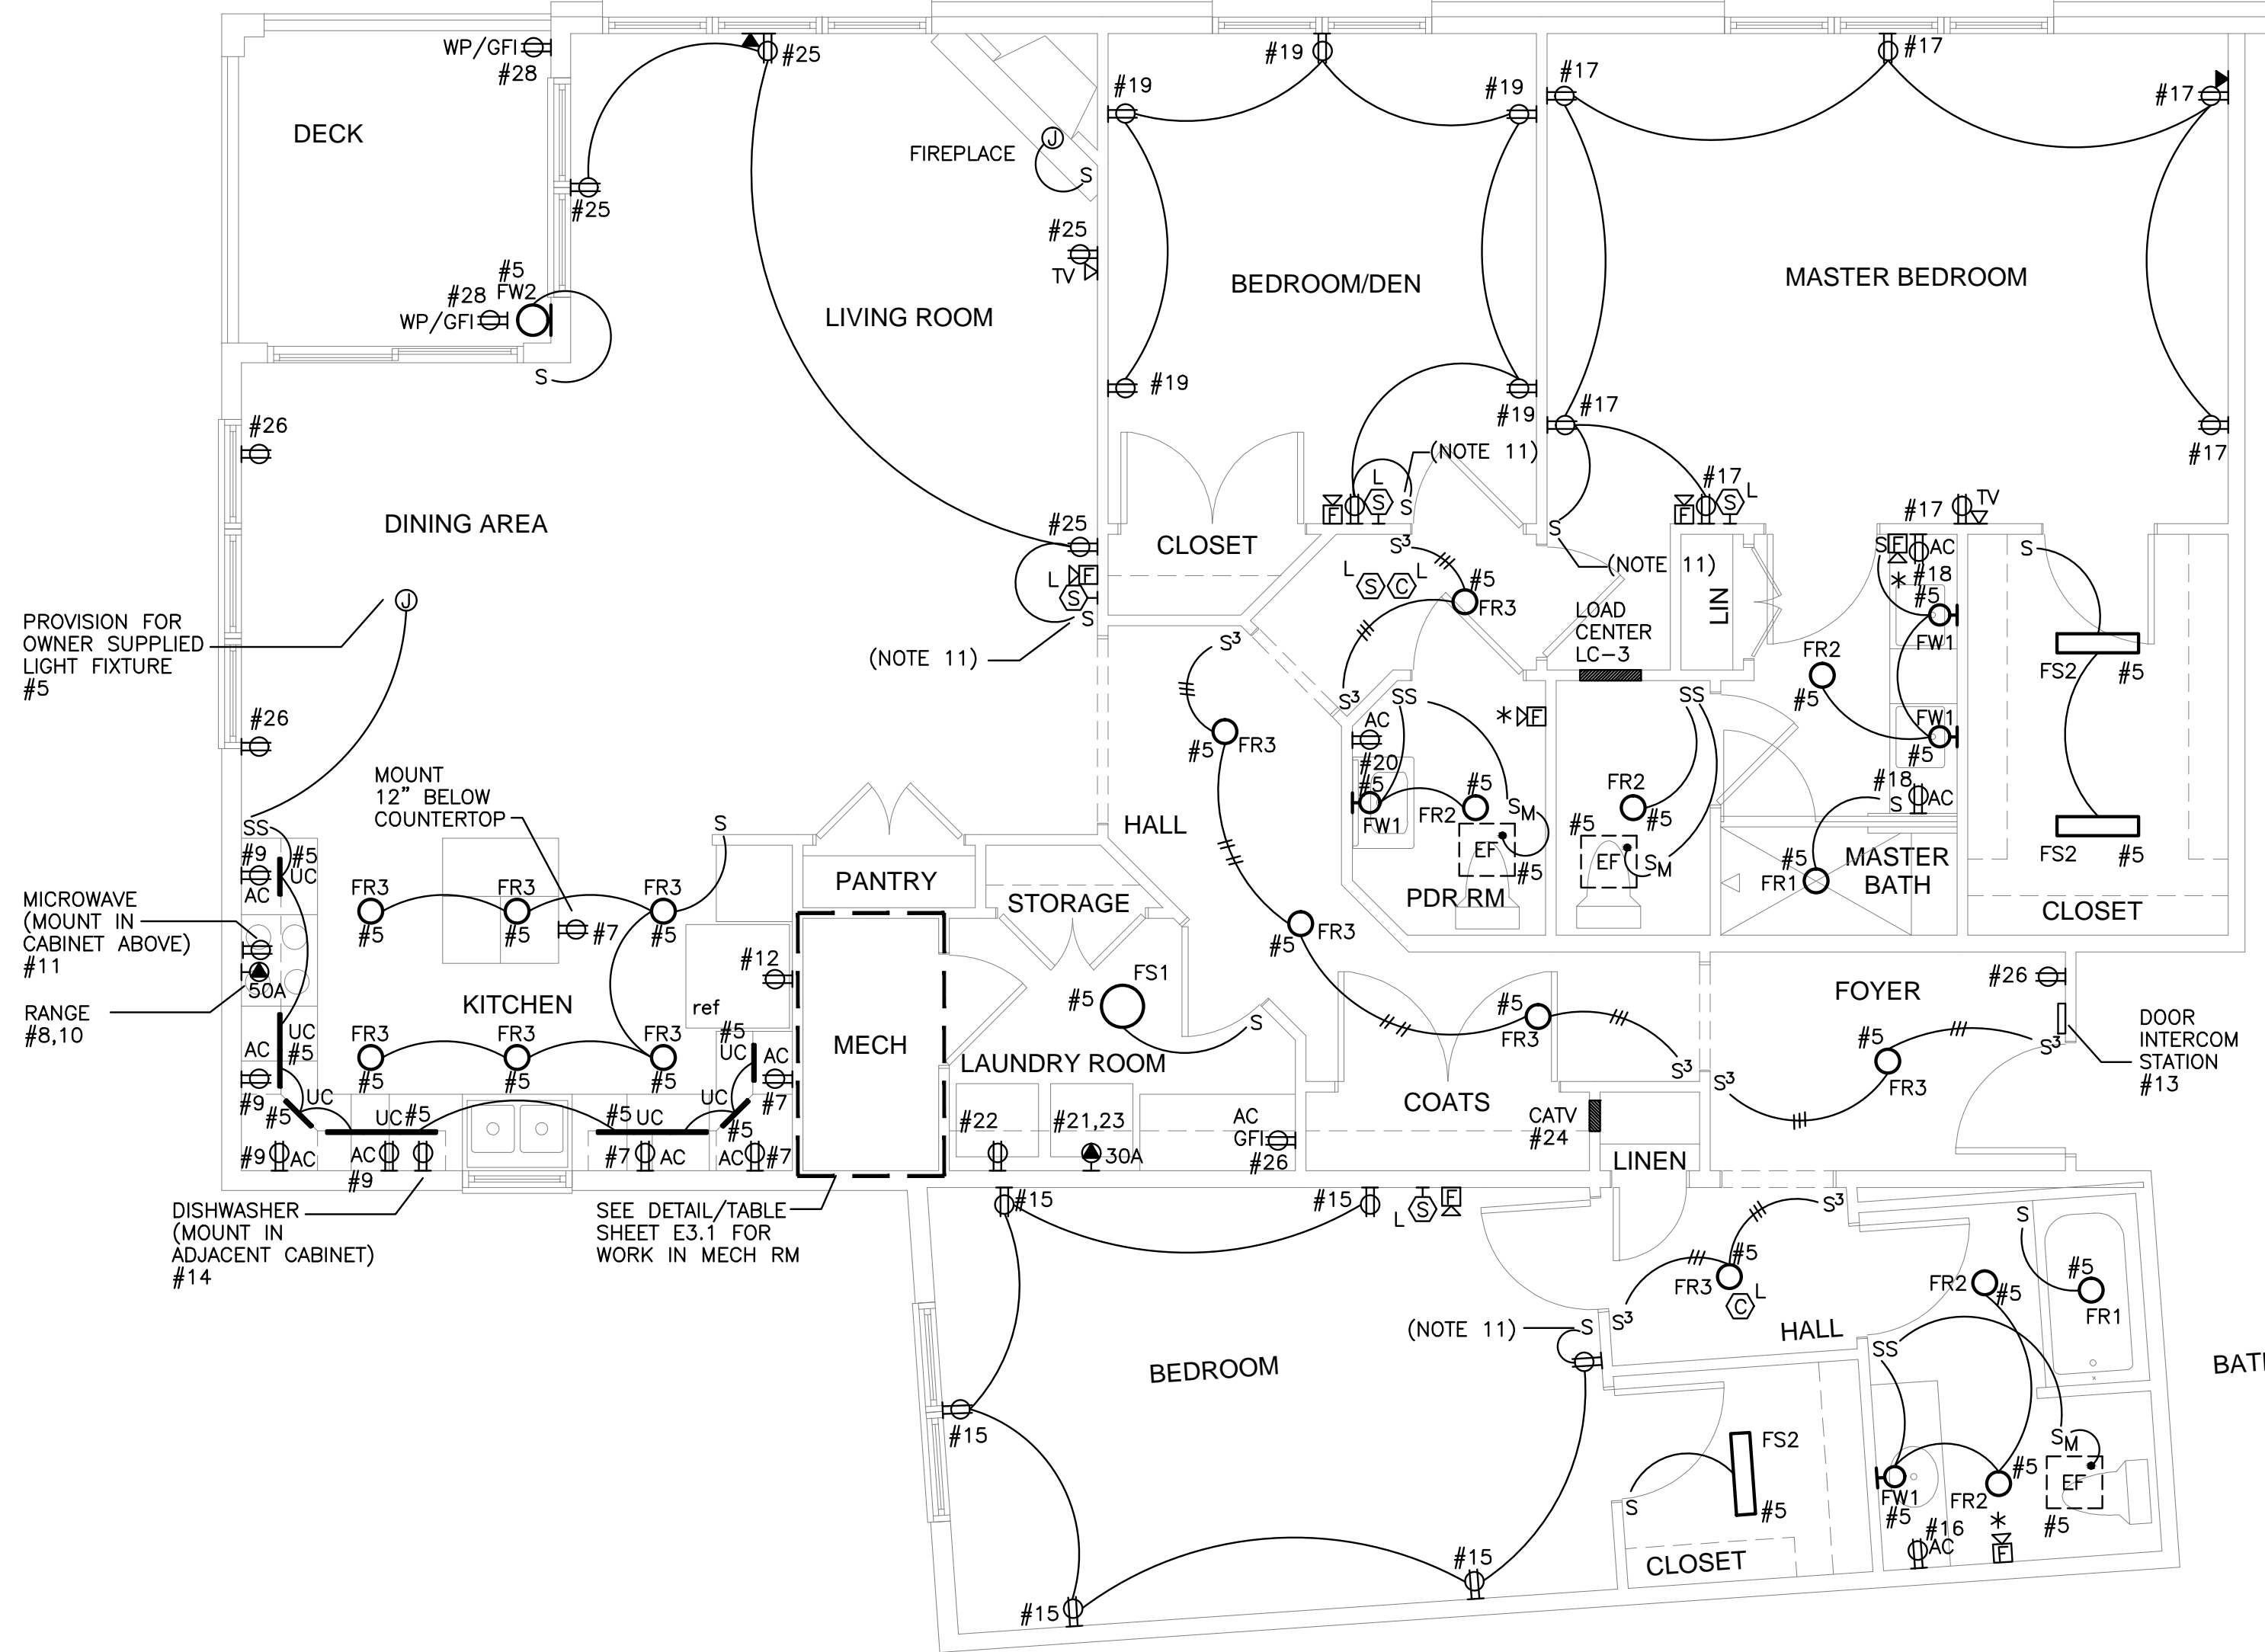 WP/GFI
#28
#25
#19
#17
#17
#17
#19
#19
DECK
FIREPLACE
J
S
#25
#25
TV
#5
FW2
#28
WP/GFI
S
LIVING ROOM
BEDROOM/DEN
MASTER BEDROOM
#19
#19
#17
#17
#26
(NOTE 11)
L
S
S
F
#17
F
S
L
#17
TV
DINING AREA
#25
L
F
S
S
(NOTE 11)
CLOSET
S
(NOTE 11)
S3
L
S
C
L
#5
FR3
LOAD
CENTER
LC-3
LIN
S
F
AC
#18
*
#5
FW1
S
FS2
#5
J
PROVISION FOR
OWNER SUPPLIED
LIGHT FIXTURE
#5
#26
S3
S3
SS
* F
SS
FR2
#5
FW1
#5
#5
FR3
AC
#20
#5
FW1
#5
FR2
SM
EF
#5
PDR RM
FR2
#5
#5
EF
SM
#18
S
AC
#5
FR1
MASTER
BATH
FS2
#5
CLOSET
MOUNT
12" BELOW
COUNTERTOP
S
HALL
SS
#9
AC
#5
UC
FR3
#5
FR3
#5
FR3
#5
#7
PANTRY
STORAGE
#5
FR3
MICROWAVE
(MOUNT IN
CABINET ABOVE)
#11
RANGE
#8,10
50A
KITCHEN
#12
ref
MECH
#5
FS1
S
LAUNDRY ROOM
#5
FR3
S3
FOYER
#26
#5
FR3
S3
S3
DOOR
INTERCOM
STATION
#13
AC
UC
#5
#9
FR3
#5
FR3
#5
FR3
#5
#5
UC
AC
#7
UC
#5
UC
#5
#5
UC
UC
#5
#9
AC
AC
#9
#7
AC
AC
#7
#22
#21,23
30A
AC
GFI
#26
COATS
CATV
#24
LINEN
DISHWASHER
(MOUNT IN
ADJACENT CABINET)
#14
SEE DETAIL/TABLE
SHEET E3.1 FOR
WORK IN MECH RM
#15
#15
L
S
F
S3
#5
FR3
C
L
S3
HALL
S
#5
FR1
FR2
#5
(NOTE 11)
S
BEDROOM
#15
SS
SM
EF
#5
FS2
#5
S
CLOSET
FW1
#5
FR2
#5
*
F
#16
AC
#15
#15